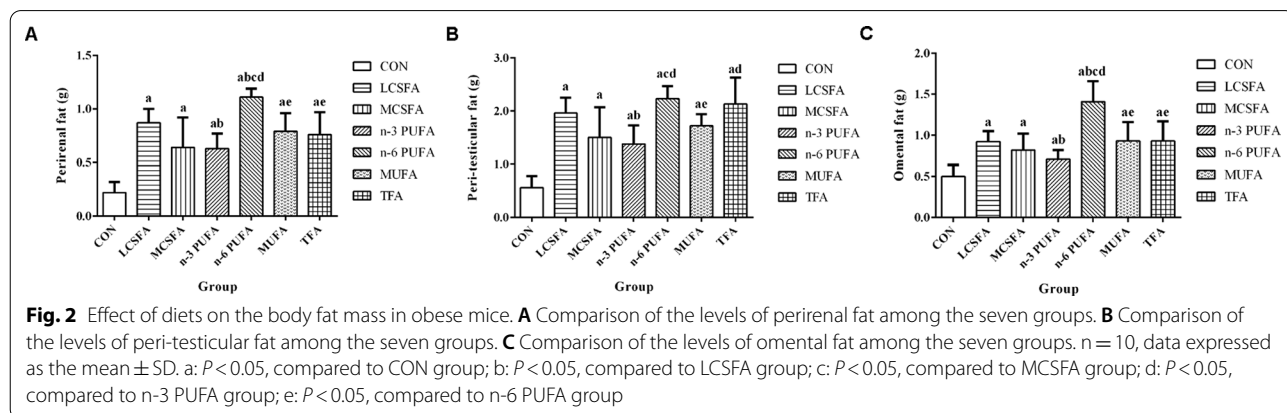 A
Perirenal fat (g)
1.5
1.0
0.5
0.0
a
a
ab
abcd
ae
ae
CON
LCSFA
MCSFA
n-3 PUFA
n-6 PUFA
MUFA
TFA
Group
CON
LCSFA
MCSFA
n-3 PUFA
n-6 PUFA
MUFA
TFA
B
Peri-testicular fat (g)
3.0
2.0
1.0
0.0
a
a
a
acd
ae
ad
CON
LCSFA
MCSFA
n-3 PUFA
n-6 PUFA
MUFA
TFA
Group
CON
LCSFA
MCSFA
n-3 PUFA
n-6 PUFA
MUFA
TFA
C
Omental fat (g)
2.0
1.5
1.0
0.5
0.0
a
a
ab
abcd
ae
ae
CON
LCSFA
MCSFA
n-3 PUFA
n-6 PUFA
MUFA
TFA
Group
CON
LCSFA
MCSFA
n-3 PUFA
n-6 PUFA
MUFA
TFA
Fig. 2 Effect of diets on the body fat mass in obese mice. A Comparison of the levels of perirenal fat among the seven groups. B Comparison of
the levels of peri-testicular fat among the seven groups. C Comparison of the levels of omental fat among the seven groups. n = 10, data expressed
as the mean ± SD. a: P < 0.05, compared to CON group; b: P < 0.05, compared to LCSFA group; c: P < 0.05, compared to MCSFA group; d: P < 0.05,
compared to n-3 PUFA group; e: P < 0.05, compared to n-6 PUFA group